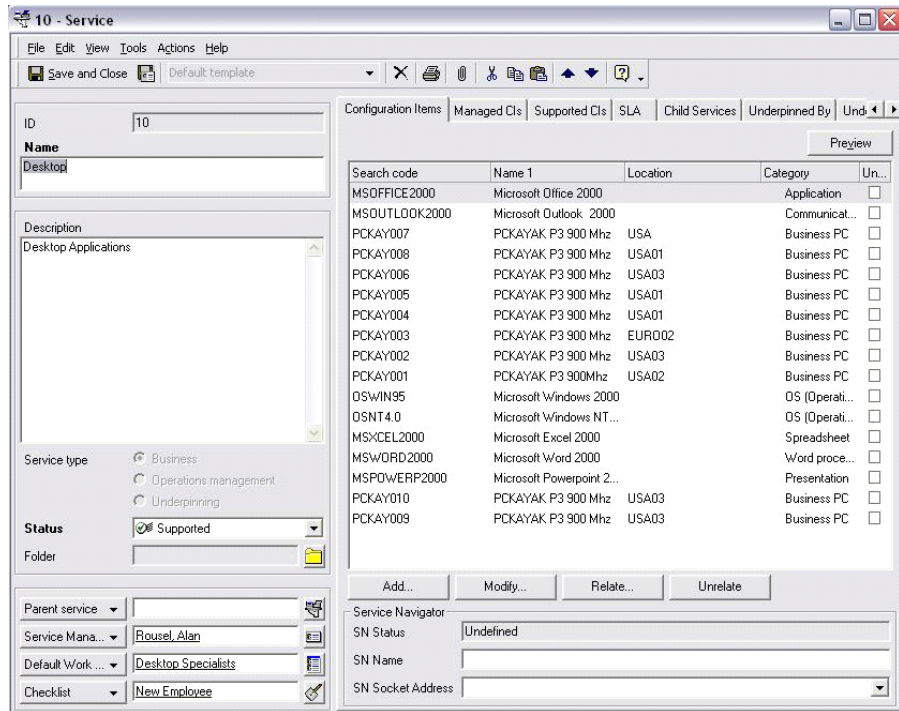 10 - Service
File Edit View Tools Actions Help
Save and Close Default template
ID 10
Name
Desktop
Description
Desktop Applications
Service type Business
Operations management
Underpinning
Status Supported
Folder
Parent service
Service Mana... Rousel, Alan
Default Work ... Desktop Specialists
Checklist New Employee
Configuration Items Managed CIs Supported CIs SLA Child Services Underpinned By Und
Preview
Search code Name 1 Location Category Un...
MSOFFICE2000 Microsoft Office 2000 Application
MSOUTLOOK2000 Microsoft Outlook 2000 Communicat...
PCKAY007 PCKAYAK P3 900 Mhz USA Business PC
PCKAY008 PCKAYAK P3 900 Mhz USA01 Business PC
PCKAY006 PCKAYAK P3 900 Mhz USA03 Business PC
PCKAY005 PCKAYAK P3 900 Mhz USA01 Business PC
PCKAY004 PCKAYAK P3 900 Mhz USA01 Business PC
PCKAY003 PCKAYAK P3 900 Mhz EURO02 Business PC
PCKAY002 PCKAYAK P3 900 Mhz USA03 Business PC
PCKAY001 PCKAYAK P3 900Mhz USA02 Business PC
OSWIN95 Microsoft Windows 2000 OS (Operati...
OSNT4.0 Microsoft Windows NT... OS (Operati...
MSXCEL2000 Microsoft Excel 2000 Spreadsheet
MSWORD2000 Microsoft Word 2000 Word proce...
MSPOWERP2000 Microsoft Powerpoint 2... Presentation
PCKAY010 PCKAYAK P3 900 Mhz USA03 Business PC
PCKAY009 PCKAYAK P3 900 Mhz USA03 Business PC
Add... Modify... Relate... Unrelate
Service Navigator
SN Status Undefined
SN Name
SN Socket Address